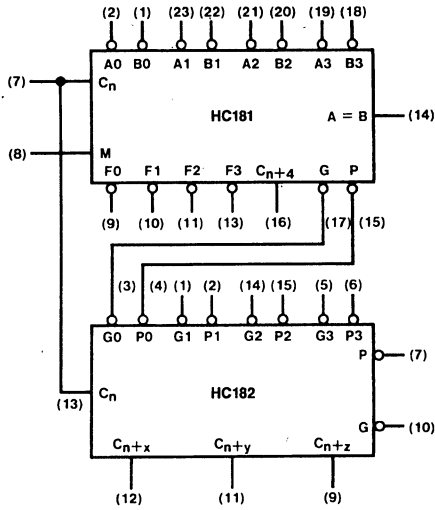 (2) (1) (23) (22) (21) (20) (19) (18)
A0 B0 A1 B1 A2 B2 A3 B3
(7) Cn
HC181 A = B (14)
(8) M
F0 F1 F2 F3 Cn+4 G P
(9) (10) (11) (13) (16) (17) (15)
(3) (4) (1) (2) (14) (15) (5) (6)
G0 P0 G1 P1 G2 P2 G3 P3
P (7)
(13) Cn HC182
G (10)
Cn+x Cn+y Cn+z
(12) (11) (9)